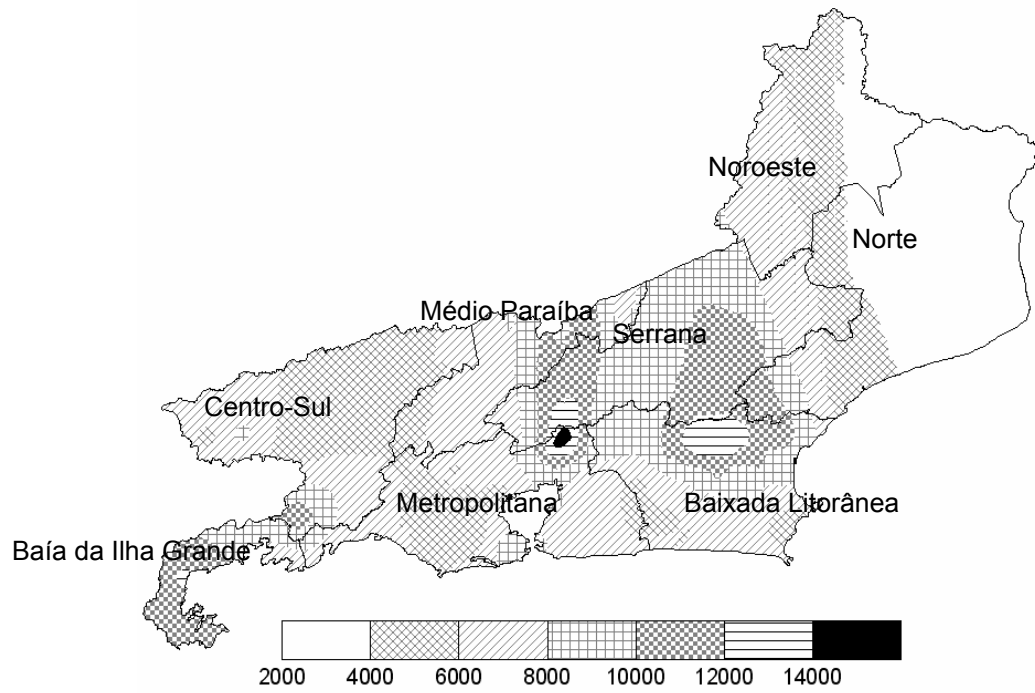 Noroeste
Norte
Médio Paraíba
Serrana
Centro-Sul
Metropolitana
Baixada Litorânea
Baía da Ilha Grande
2000 4000 6000 8000 10000 12000 14000